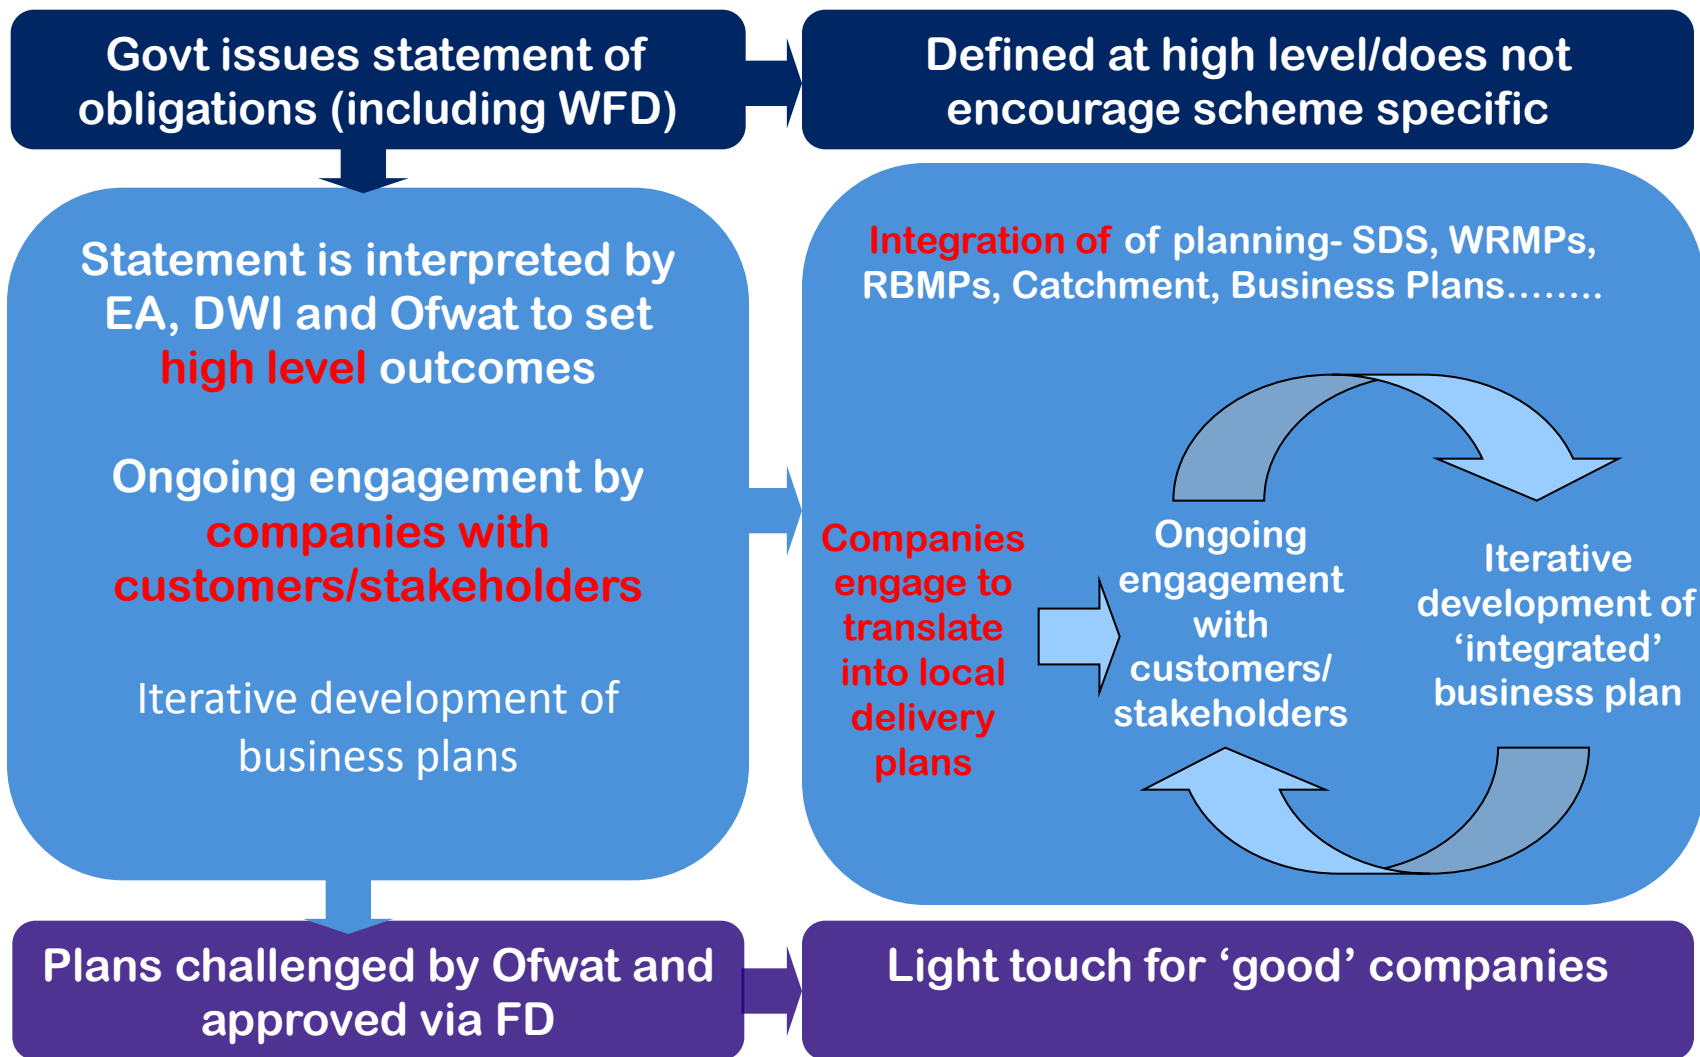 Govt issues statement of
obligations (including WFD)
Defined at high level/does not
encourage scheme specific
Statement is interpreted by
EA, DWI and Ofwat to set
high level outcomes
Ongoing engagement by
companies with
customers/stakeholders
Iterative development of
business plans
Integration of of planning- SDS, WRMPs,
RBMPs, Catchment, Business Plans........
Companies
engage to
translate
into local
delivery
plans
Ongoing
engagement
with
customers/
stakeholders
Iterative
development of
‘integrated’
business plan
Plans challenged by Ofwat and
approved via FD
Light touch for ‘good’ companies